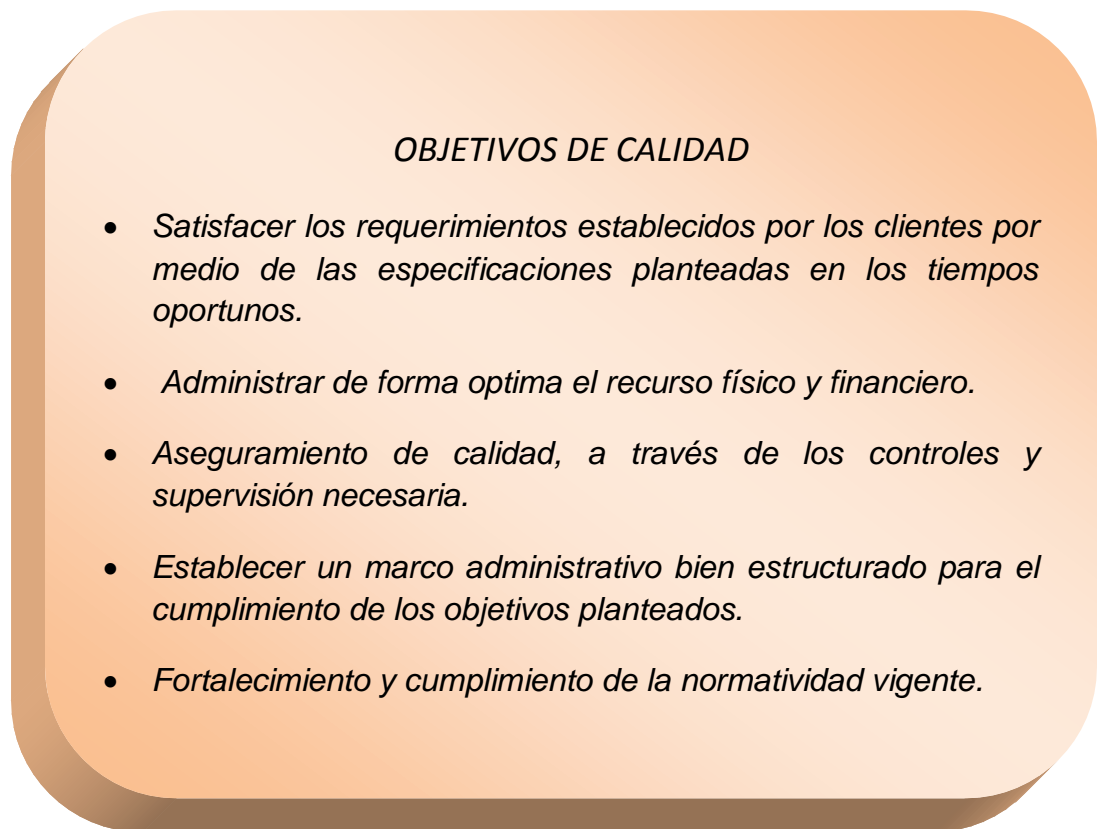 OBJETIVOS DE CALIDAD
• Satisfacer los requerimientos establecidos por los clientes por
medio de las especificaciones planteadas en los tiempos
oportunos.
• Administrar de forma optima el recurso físico y financiero.
• Aseguramiento de calidad, a través de los controles y
supervisión necesaria.
• Establecer un marco administrativo bien estructurado para el
cumplimiento de los objetivos planteados.
• Fortalecimiento y cumplimiento de la normatividad vigente.